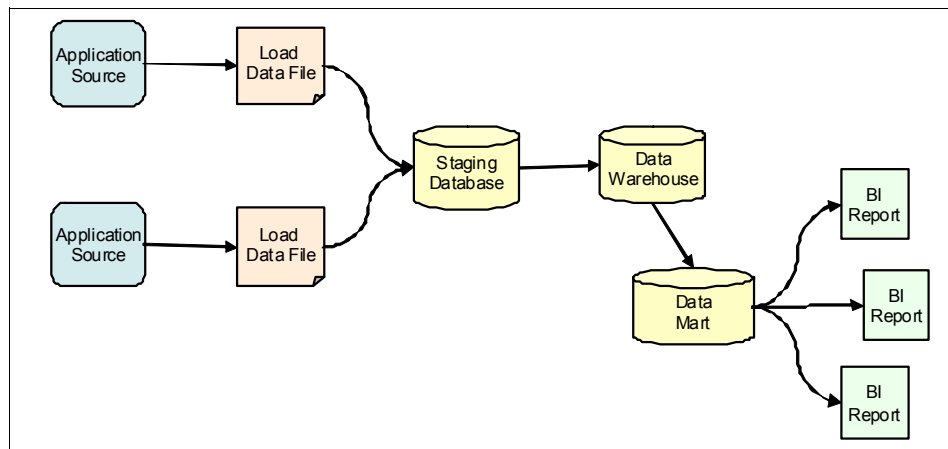 Application
Source
Load
Data File
Application
Source
Load
Data File
Staging
Database
Data
Warehouse
Data
Mart
BI
Report
BI
Report
BI
Report